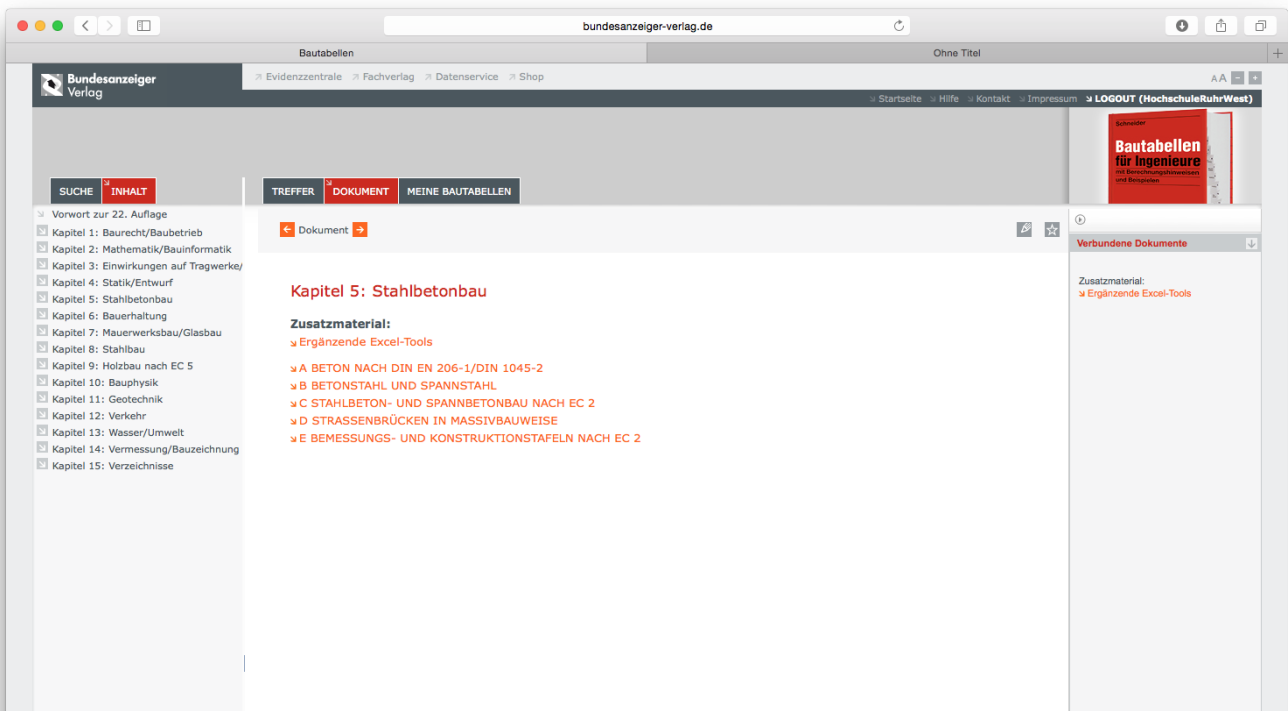 bundesanzeiger-verlag.de
Bautabellen
Ohne Titel
Bundesanzeiger
Verlag
Evidenzzentrale Fachverlag Datenservice Shop
AA - +
Startseite Hilfe Kontakt Impressum LOGOUT (HochschuleRuhrWest)
Schneider
Bautabellen
für Ingenieure
mit Berechnungshinweisen
und Beispielen
SUCHE INHALT
TREFFER DOKUMENT MEINE BAUTABELLEN
Vorwort zur 22. Auflage
Kapitel 1: Baurecht/Baubetrieb
Kapitel 2: Mathematik/Bauinformatik
Kapitel 3: Einwirkungen auf Tragwerke/
Kapitel 4: Statik/Entwurf
Kapitel 5: Stahlbetonbau
Kapitel 6: Bauerhaltung
Kapitel 7: Mauerwerksbau/Glasbau
Kapitel 8: Stahlbau
Kapitel 9: Holzbau nach EC 5
Kapitel 10: Bauphysik
Kapitel 11: Geotechnik
Kapitel 12: Verkehr
Kapitel 13: Wasser/Umwelt
Kapitel 14: Vermessung/Bauzeichnung
Kapitel 15: Verzeichnisse
Dokument
Kapitel 5: Stahlbetonbau
Zusatzmaterial:
Ergänzende Excel-Tools
A BETON NACH DIN EN 206-1/DIN 1045-2
B BETONSTAHL UND SPANNSTAHL
C STAHLBETON- UND SPANNBETONBAU NACH EC 2
D STRASSENBRÜCKEN IN MASSIVBAUWEISE
E BEMESSUNGS- UND KONSTRUKTIONSTAFELN NACH EC 2
Verbundene Dokumente
Zusatzmaterial:
Ergänzende Excel-Tools